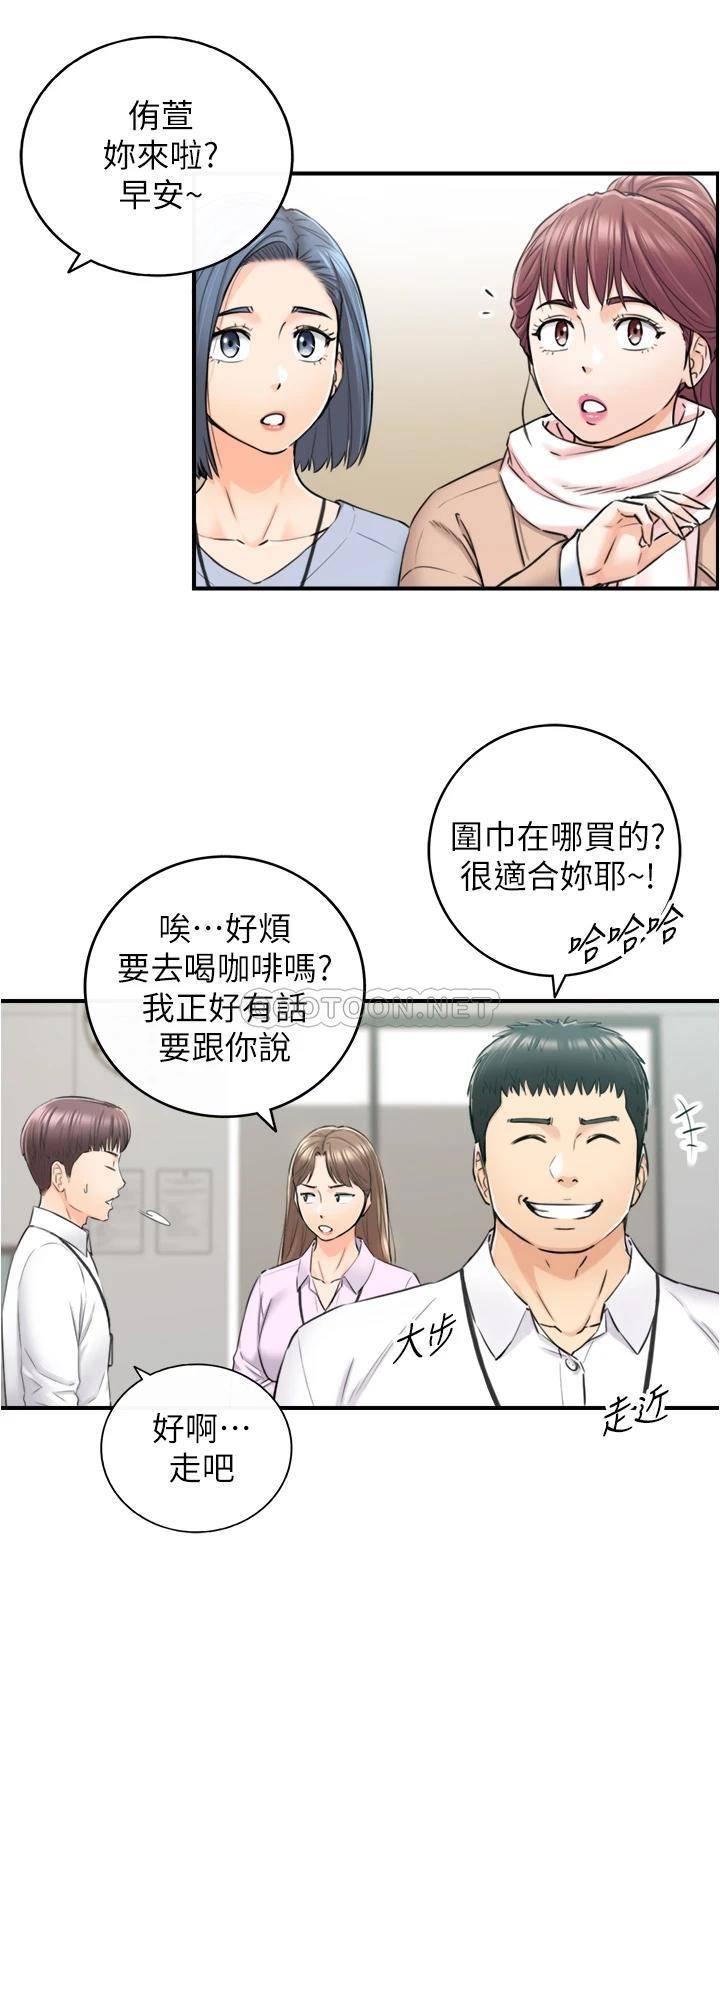 侑萱
妳來啦?
早安~
圍巾在哪買的?
很適合妳耶~!
哈哈哈
唉…好煩
要去喝咖啡嗎?
我正好有話
要跟你說
大步
走近
好啊…
走吧